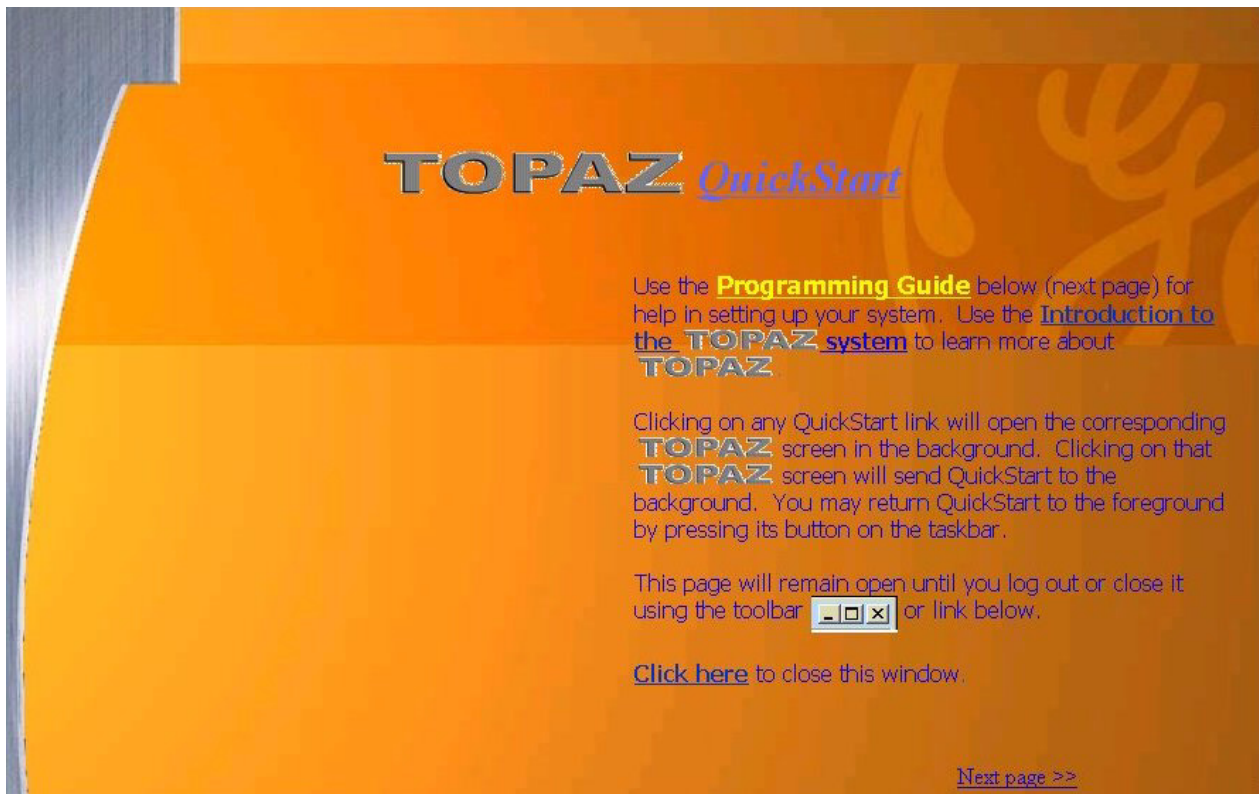 TOPAZ QuickStart
Use the Programming Guide below (next page) for
help in setting up your system. Use the Introduction to
the TOPAZ system to learn more about
TOPAZ
Clicking on any QuickStart link will open the corresponding
TOPAZ screen in the background. Clicking on that
TOPAZ screen will send QuickStart to the
background. You may return QuickStart to the foreground
by pressing its button on the taskbar.
This page will remain open until you log out or close it
using the toolbar or link below.
Click here to close this window.
Next page >>